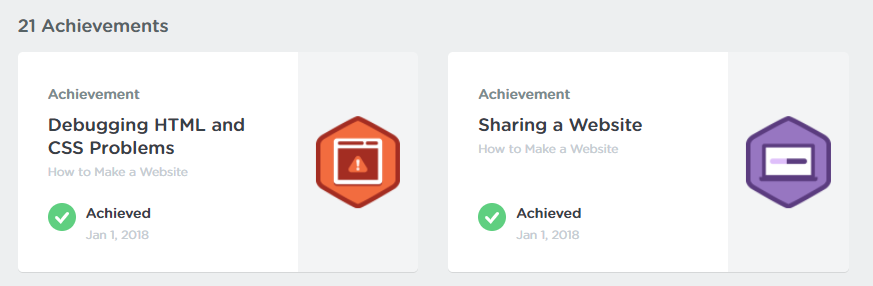 21 Achievements
Achievement
Debugging HTML and
CSS Problems
How to Make a Website
Achieved
Jan 1, 2018
Achievement
Sharing a Website
How to Make a Website
Achieved
Jan 1, 2018